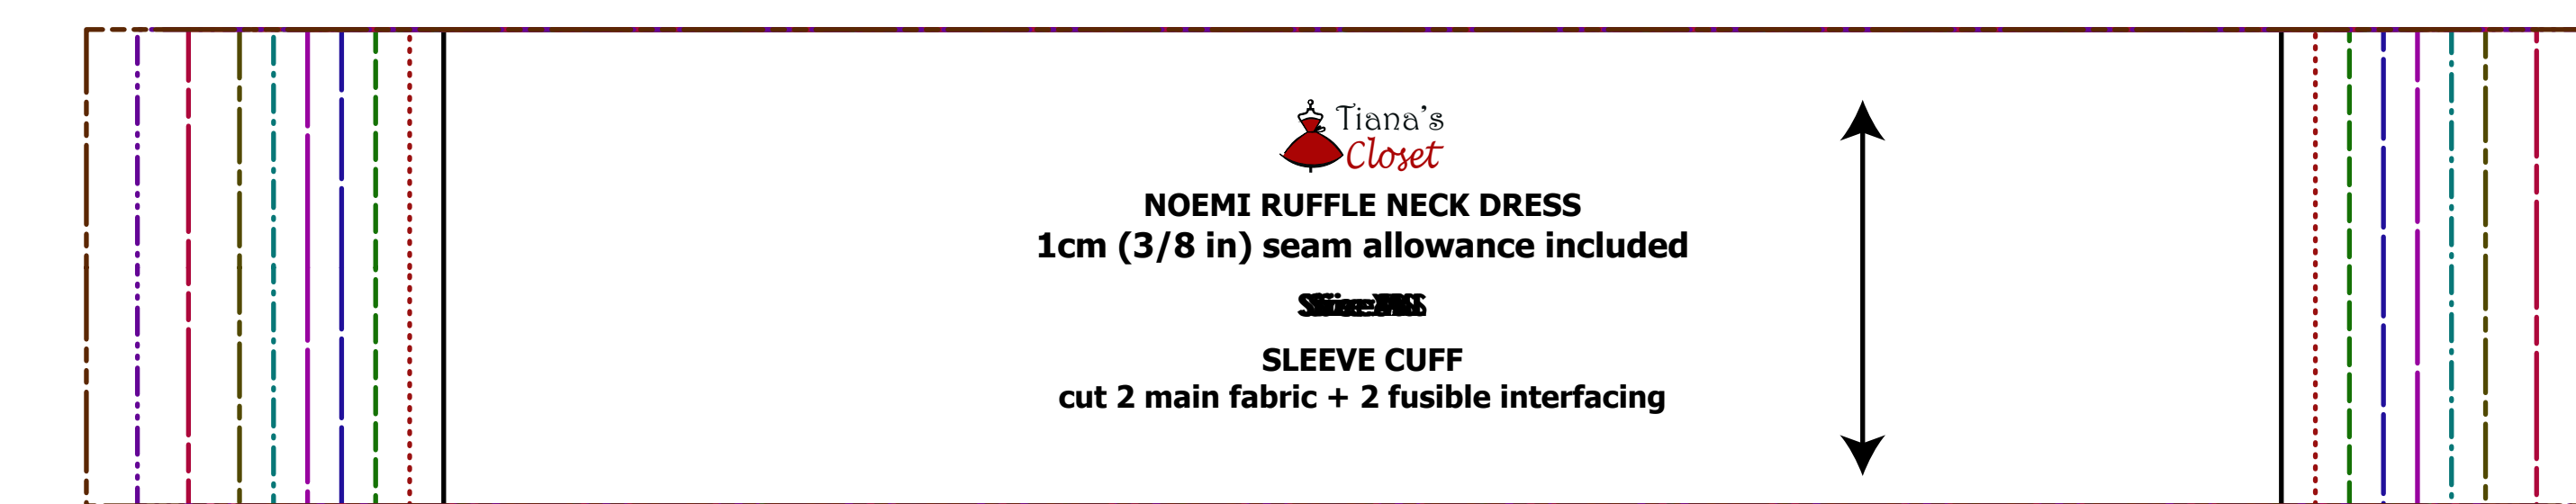 Tiana's
Closet
NOEMI RUFFLE NECK DRESS
1cm (3/8 in) seam allowance included
SLEEVE CUFF
cut 2 main fabric + 2 fusible interfacing